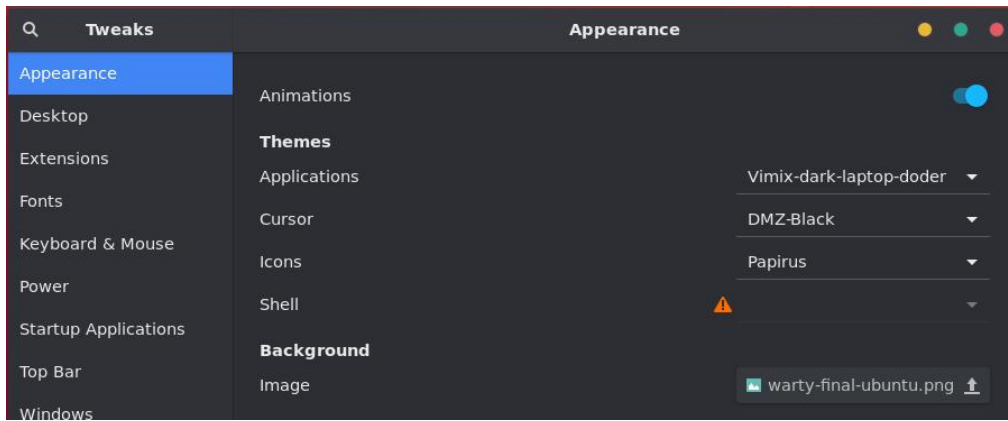 Tweaks
Appearance
Appearance
Desktop
Extensions
Fonts
Keyboard & Mouse
Power
Startup Applications
Top Bar
Windows
Animations
Themes
Applications Vimix-dark-laptop-doder
Cursor DMZ-Black
Icons Papirus
Shell
Background
Image warty-final-ubuntu.png